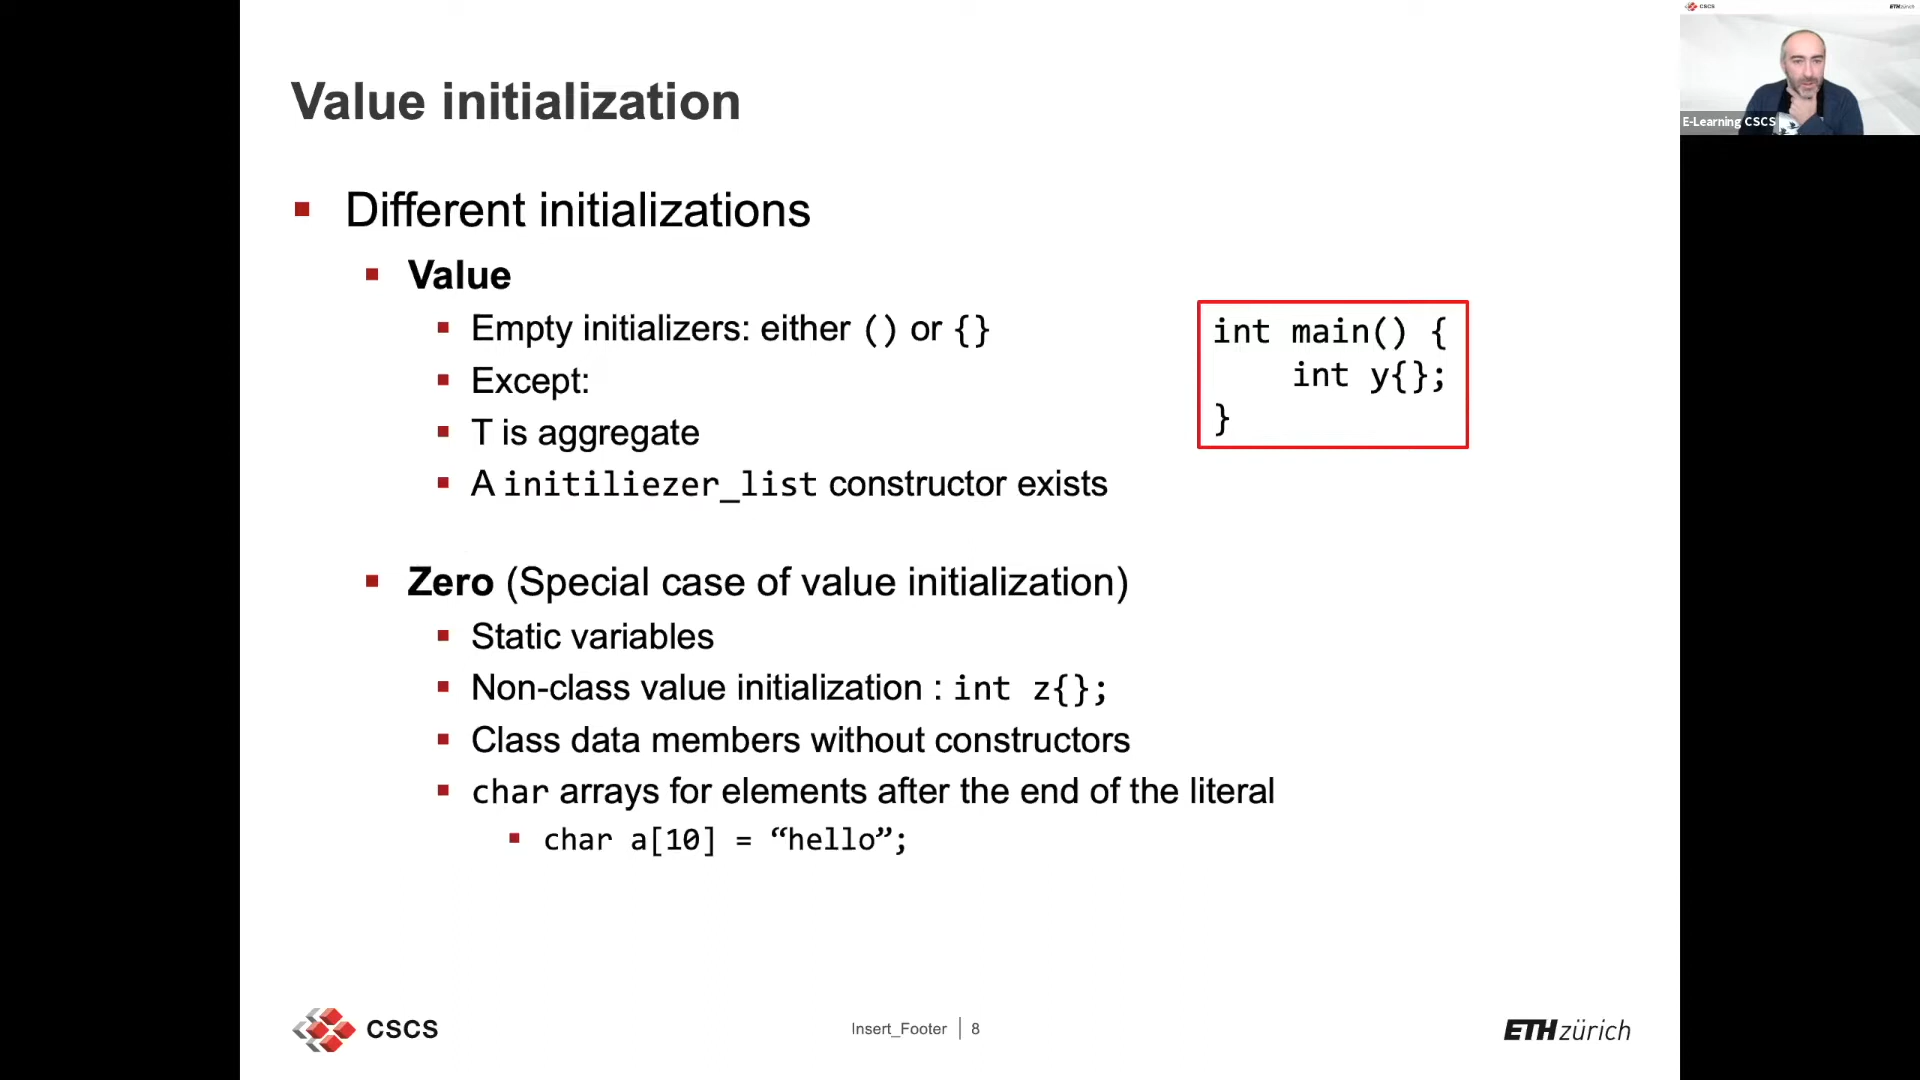 CSCS
ETHzürich
Value initialization
E-Learning CSCS
Different initializations
Value
Empty initializers: either () or {}
Except:
T is aggregate
A initiliezer_list constructor exists
int main() {
int y{};
}
Zero (Special case of value initialization)
Static variables
Non-class value initialization : int z{};
Class data members without constructors
char arrays for elements after the end of the literal
char a[10] = “hello”;
CSCS
Insert_Footer | 8
ETHzürich